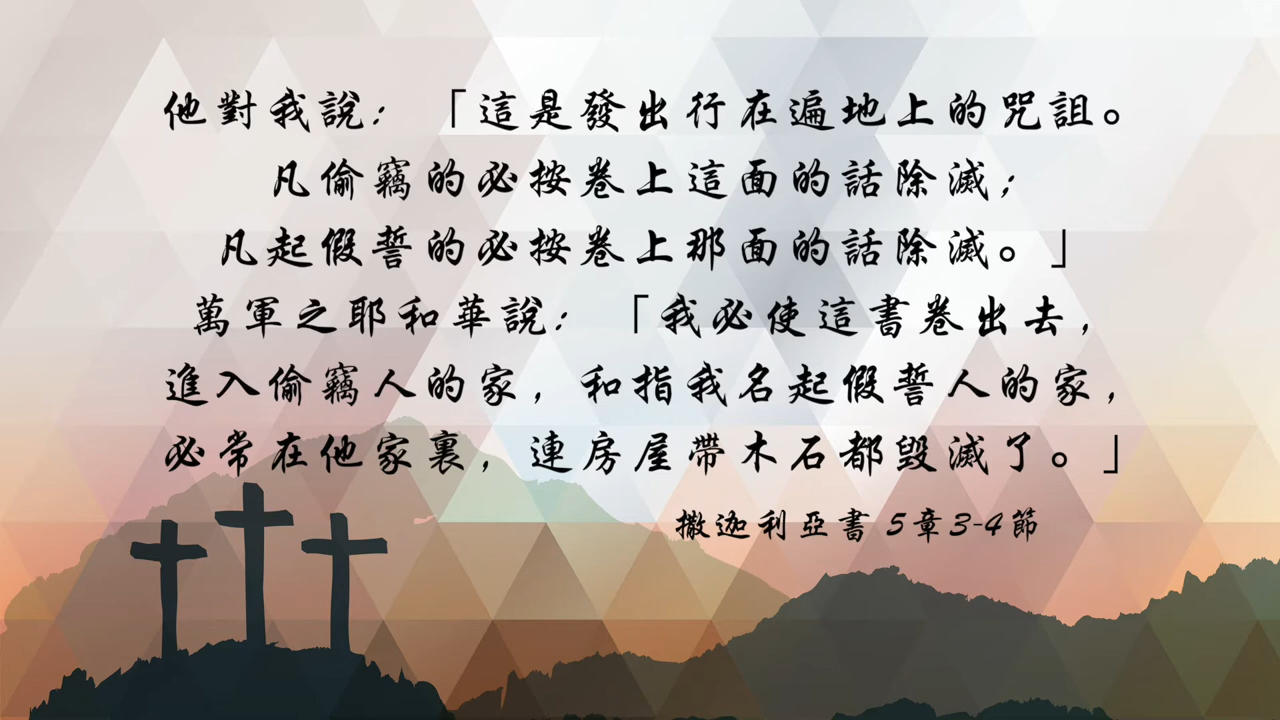 他對我說:「這是發出行在遍地上的咒詛。
凡偷竊的必按卷上這面的話除滅;
凡起假誓的必按卷上那面的話除滅。」
萬軍之耶和華說:「我必使這書卷出去,
進入偷竊人的家,和指我名起假誓人的家,
必常在他家裏,連房屋帶木石都毀滅了。」
撒迦利亞書 5章3-4節